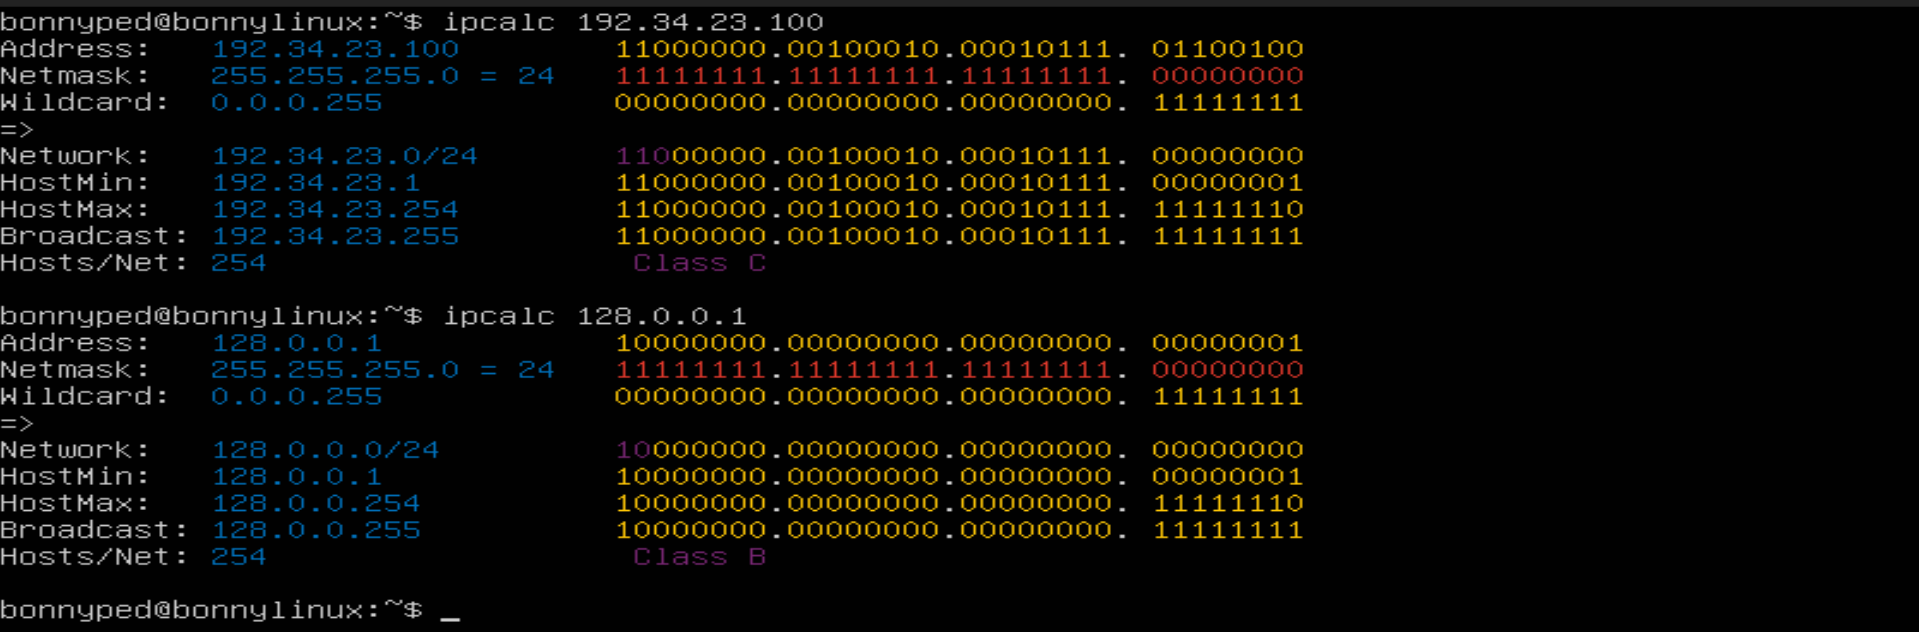 bonnyped@bonnylinux:~$ ipcalc 192.34.23.100
Address:   192.34.23.100         11000000.00100010.00010111. 01100100
Netmask:   255.255.255.0 = 24    11111111.11111111.11111111. 00000000
Wildcard:  0.0.0.255             00000000.00000000.00000000. 11111111
=>
Network:   192.34.23.0/24        11000000.00100010.00010111. 00000000
HostMin:   192.34.23.1           11000000.00100010.00010111. 00000001
HostMax:   192.34.23.254         11000000.00100010.00010111. 11111110
Broadcast: 192.34.23.255         11000000.00100010.00010111. 11111111
Hosts/Net: 254                    Class C
bonnyped@bonnylinux:~$ ipcalc 128.0.0.1
Address:   128.0.0.1             10000000.00000000.00000000. 00000001
Netmask:   255.255.255.0 = 24    11111111.11111111.11111111. 00000000
Wildcard:  0.0.0.255             00000000.00000000.00000000. 11111111
=>
Network:   128.0.0.0/24          10000000.00000000.00000000. 00000000
HostMin:   128.0.0.1             10000000.00000000.00000000. 00000001
HostMax:   128.0.0.254           10000000.00000000.00000000. 11111110
Broadcast: 128.0.0.255           10000000.00000000.00000000. 11111111
Hosts/Net: 254                    Class B
bonnyped@bonnylinux:~$ _